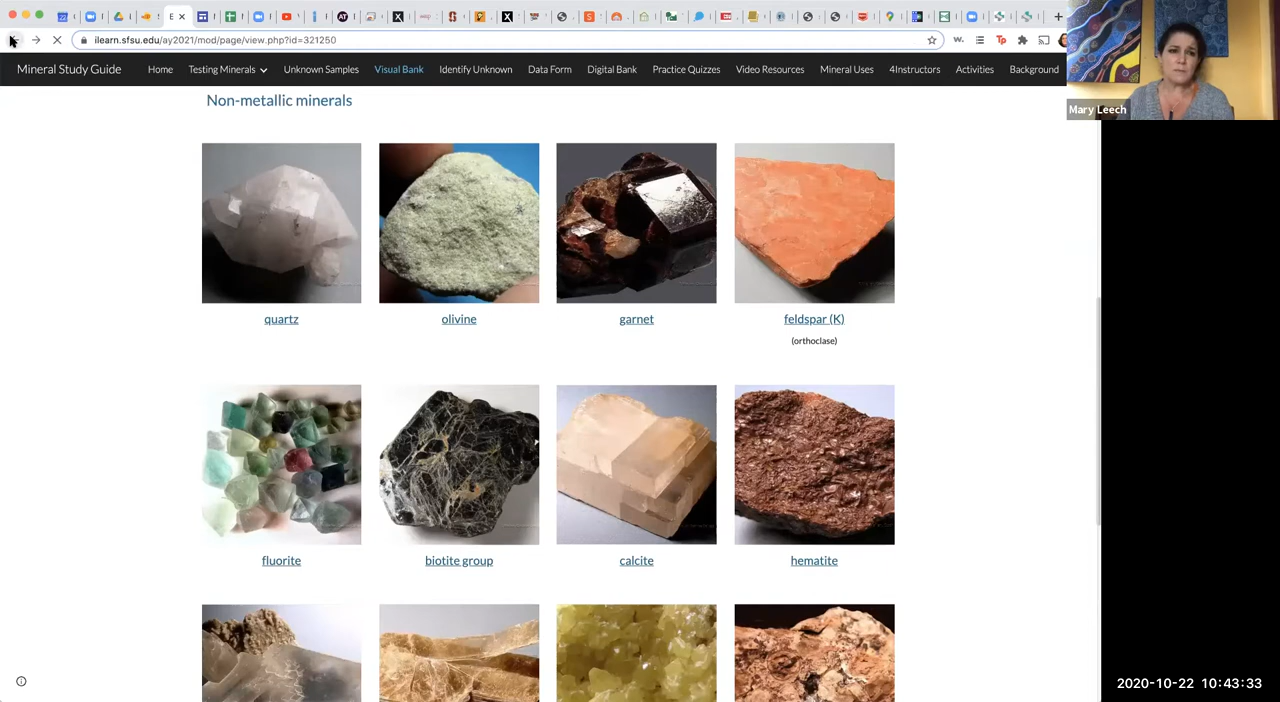 ilearn.sfsu.edu/ay2021/mod/page/view.php?id=321250
Mineral Study Guide
Home Testing Minerals Unknown Samples Visual Bank Identify Unknown Data Form Digital Bank Practice Quizzes Video Resources Mineral Uses 4Instructors Activities Background
Mary Leech
Non-metallic minerals
quartz olivine garnet feldspar (K)
(orthoclase)
fluorite biotite group calcite hematite
2020-10-22 10:43:33